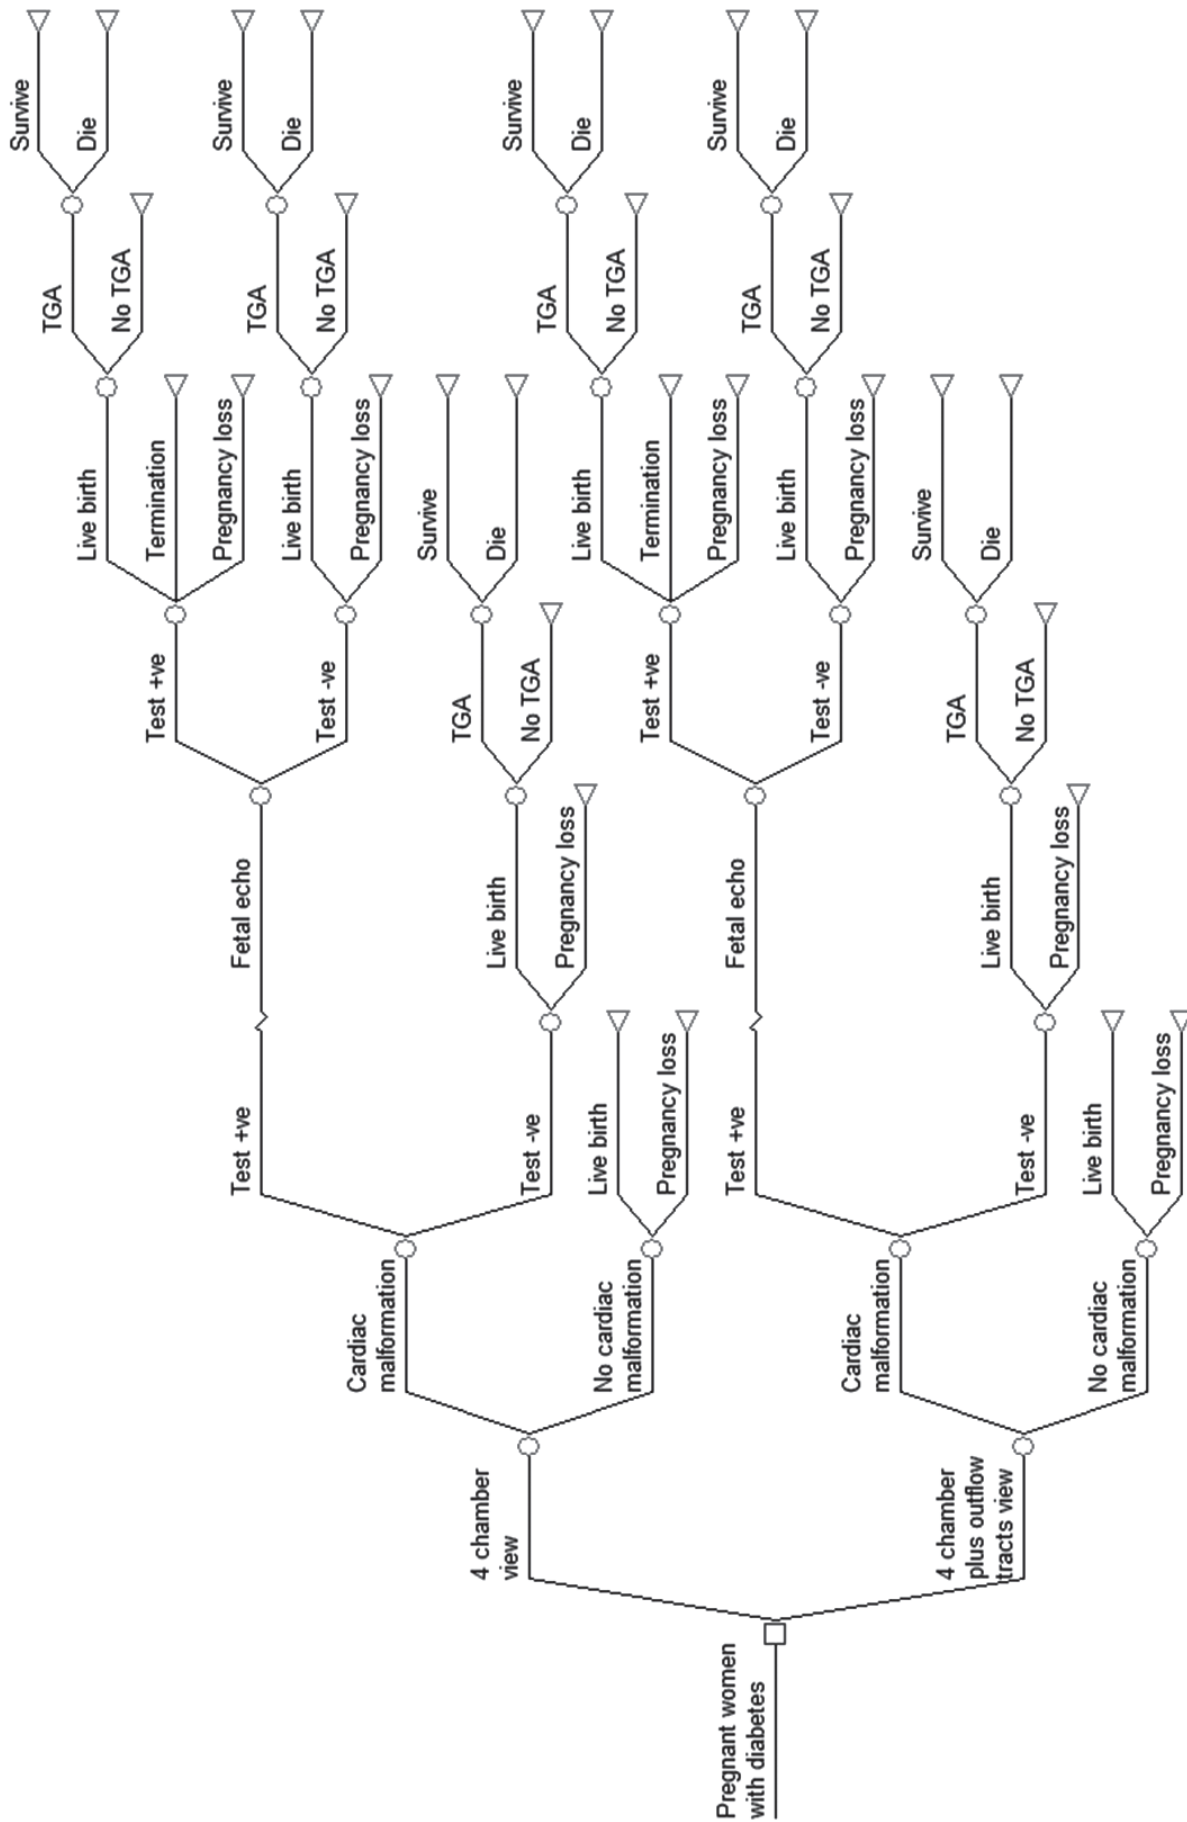 Pregnant women
with diabetes
4 chamber
view
Cardiac
malformation
Test +ve
Fetal echo
Test +ve
Live birth
TGA
Survive
Die
No TGA
Termination
Pregnancy loss
Test -ve
Live birth
TGA
Survive
Die
No TGA
Pregnancy loss
Test -ve
Live birth
TGA
Survive
Die
No TGA
Pregnancy loss
No cardiac
malformation
Live birth
Pregnancy loss
4 chamber
plus outflow
tracts view
Cardiac
malformation
Test +ve
Fetal echo
Test +ve
Live birth
TGA
Survive
Die
No TGA
Termination
Pregnancy loss
Test -ve
Live birth
TGA
Survive
Die
No TGA
Pregnancy loss
Test -ve
Live birth
TGA
Survive
Die
No TGA
Pregnancy loss
No cardiac
malformation
Live birth
Pregnancy loss